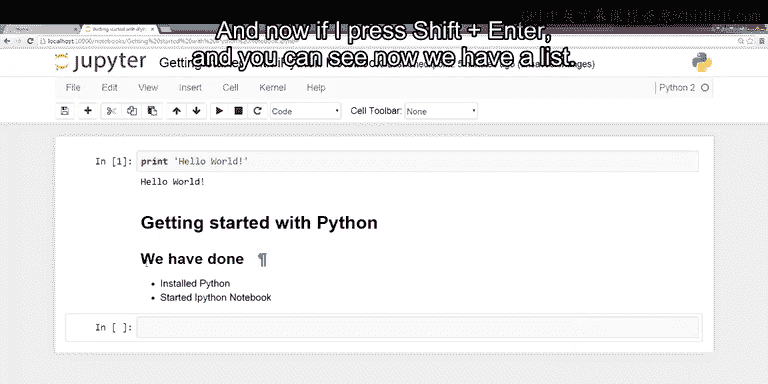 And now if I press Shift + Enter,
and you can see now we have a list.
jupyter
File Edit View Insert Cell Kernel Help
Python 2
Code
Cell Toolbar: None
In [1]: print 'Hello World!'
Hello World!
Getting started with Python
We have done ¶
Installed Python
Started Ipython Notebook
In [ ]: